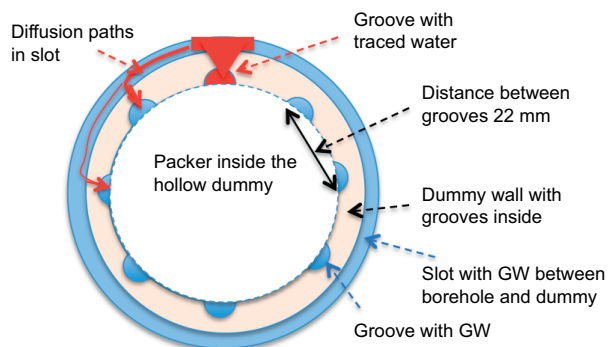 Diffusion paths
in slot
Groove with
traced water
Distance between
grooves 22 mm
Packer inside the
hollow dummy
Dummy wall with
grooves inside
Slot with GW between
borehole and dummy
Groove with GW